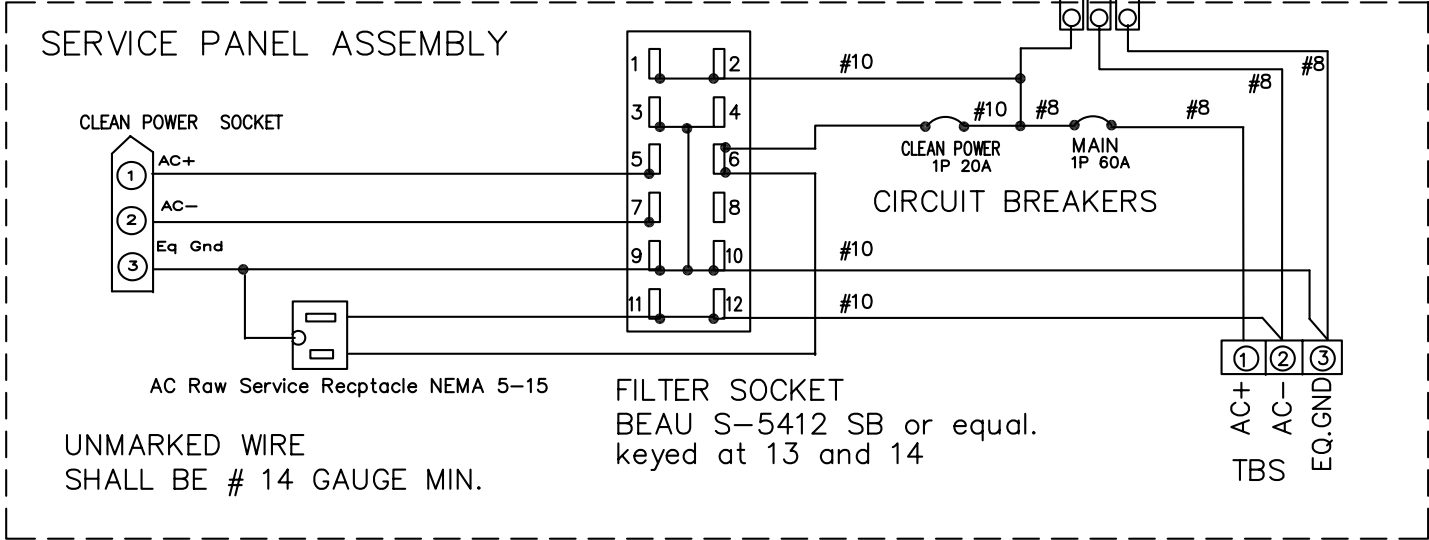 SERVICE PANEL ASSEMBLY
CLEAN POWER SOCKET
1 AC+
2 AC-
3 Eq Gnd
1 2
3 4
5 6
7 8
9 10
11 12
#10
#8
#8
#10 #8 #8
CLEAN POWER
1P 20A
MAIN
1P 60A
CIRCUIT BREAKERS
#10
#10
AC Raw Service Recptacle NEMA 5-15
FILTER SOCKET
BEAU S-5412 SB or equal.
keyed at 13 and 14
UNMARKED WIRE
SHALL BE # 14 GAUGE MIN.
1 2 3
AC+
AC-
EQ.GND
TBS